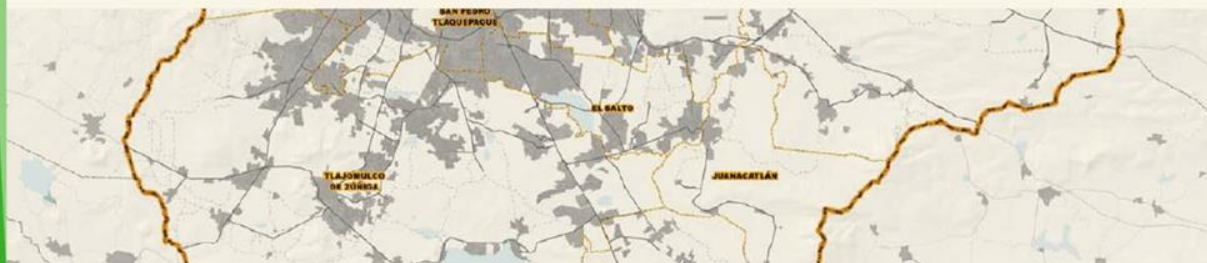 SAN PEDRO
TLAQUEPAQUE
EL SALTO
TLAJOMULCO
DE ZÚÑIGA
JUANACATLÁN